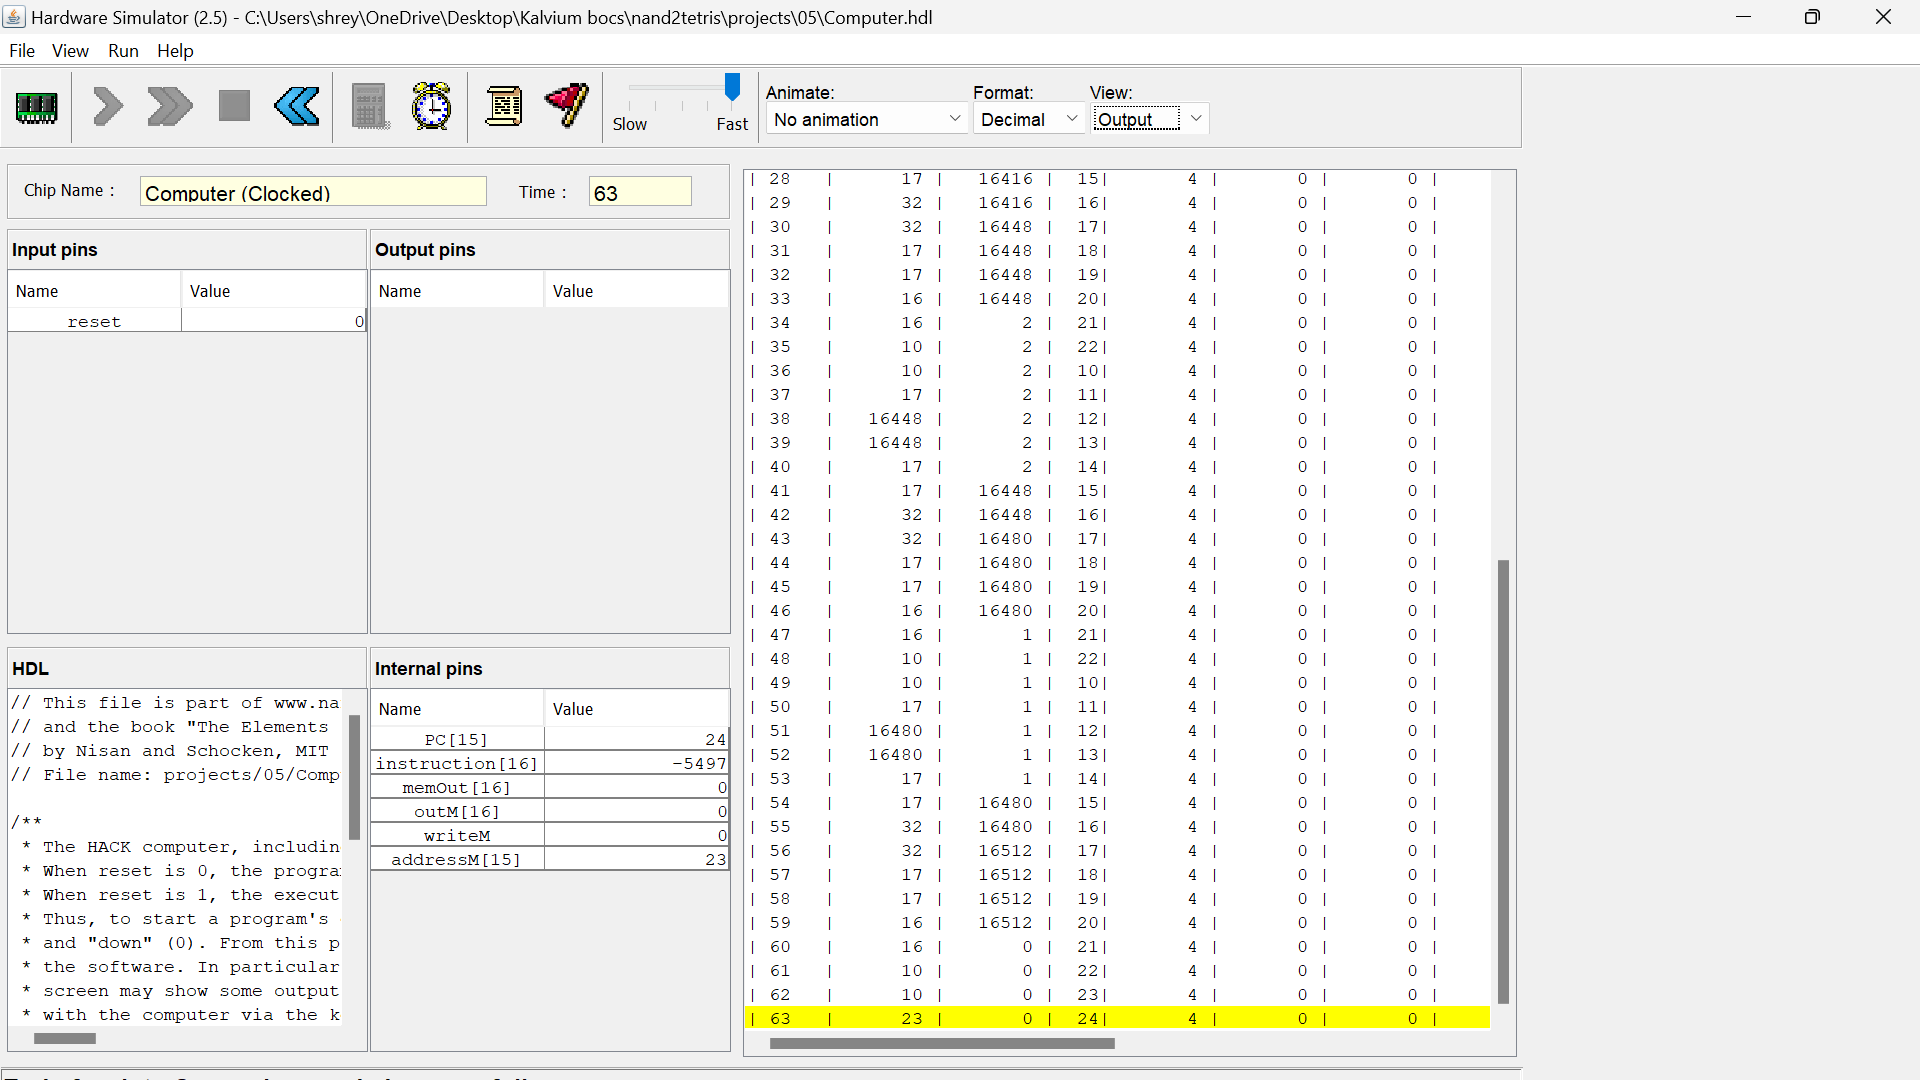 Hardware Simulator (2.5) - C:\Users\shrey\OneDrive\Desktop\Kalvium bocs\nand2tetris\projects\05\Computer.hdl
File View Run Help
Slow Fast
Animate:
No animation
Format:
Decimal
View:
Output
Chip Name :
Computer (Clocked)
Time :
63
Input pins
Name Value
reset 0
Output pins
Name Value
HDL
// This file is part of www.na
// and the book "The Elements
// by Nisan and Schocken, MIT
// File name: projects/05/Comp
/**
* The HACK computer, includin
* When reset is 0, the progra
* When reset is 1, the execut
* Thus, to start a program's
* and "down" (0). From this p
* the software. In particular
* screen may show some output
* with the computer via the k
Internal pins
Name Value
PC[15] 24
instruction[16] -5497
memOut[16] 0
outM[16] 0
writeM 0
addressM[15] 23
| 28 | 17 | 16416 | 15| 4 | 0 | 0 |
| 29 | 32 | 16416 | 16| 4 | 0 | 0 |
| 30 | 32 | 16448 | 17| 4 | 0 | 0 |
| 31 | 17 | 16448 | 18| 4 | 0 | 0 |
| 32 | 17 | 16448 | 19| 4 | 0 | 0 |
| 33 | 16 | 16448 | 20| 4 | 0 | 0 |
| 34 | 16 | 2 | 21| 4 | 0 | 0 |
| 35 | 10 | 2 | 22| 4 | 0 | 0 |
| 36 | 10 | 2 | 10| 4 | 0 | 0 |
| 37 | 17 | 2 | 11| 4 | 0 | 0 |
| 38 | 16448 | 2 | 12| 4 | 0 | 0 |
| 39 | 16448 | 2 | 13| 4 | 0 | 0 |
| 40 | 17 | 2 | 14| 4 | 0 | 0 |
| 41 | 17 | 16448 | 15| 4 | 0 | 0 |
| 42 | 32 | 16448 | 16| 4 | 0 | 0 |
| 43 | 32 | 16480 | 17| 4 | 0 | 0 |
| 44 | 17 | 16480 | 18| 4 | 0 | 0 |
| 45 | 17 | 16480 | 19| 4 | 0 | 0 |
| 46 | 16 | 16480 | 20| 4 | 0 | 0 |
| 47 | 16 | 1 | 21| 4 | 0 | 0 |
| 48 | 10 | 1 | 22| 4 | 0 | 0 |
| 49 | 10 | 1 | 10| 4 | 0 | 0 |
| 50 | 17 | 1 | 11| 4 | 0 | 0 |
| 51 | 16480 | 1 | 12| 4 | 0 | 0 |
| 52 | 16480 | 1 | 13| 4 | 0 | 0 |
| 53 | 17 | 1 | 14| 4 | 0 | 0 |
| 54 | 17 | 16480 | 15| 4 | 0 | 0 |
| 55 | 32 | 16480 | 16| 4 | 0 | 0 |
| 56 | 32 | 16512 | 17| 4 | 0 | 0 |
| 57 | 17 | 16512 | 18| 4 | 0 | 0 |
| 58 | 17 | 16512 | 19| 4 | 0 | 0 |
| 59 | 16 | 16512 | 20| 4 | 0 | 0 |
| 60 | 16 | 0 | 21| 4 | 0 | 0 |
| 61 | 10 | 0 | 22| 4 | 0 | 0 |
| 62 | 10 | 0 | 23| 4 | 0 | 0 |
| 63 | 23 | 0 | 24| 4 | 0 | 0 |